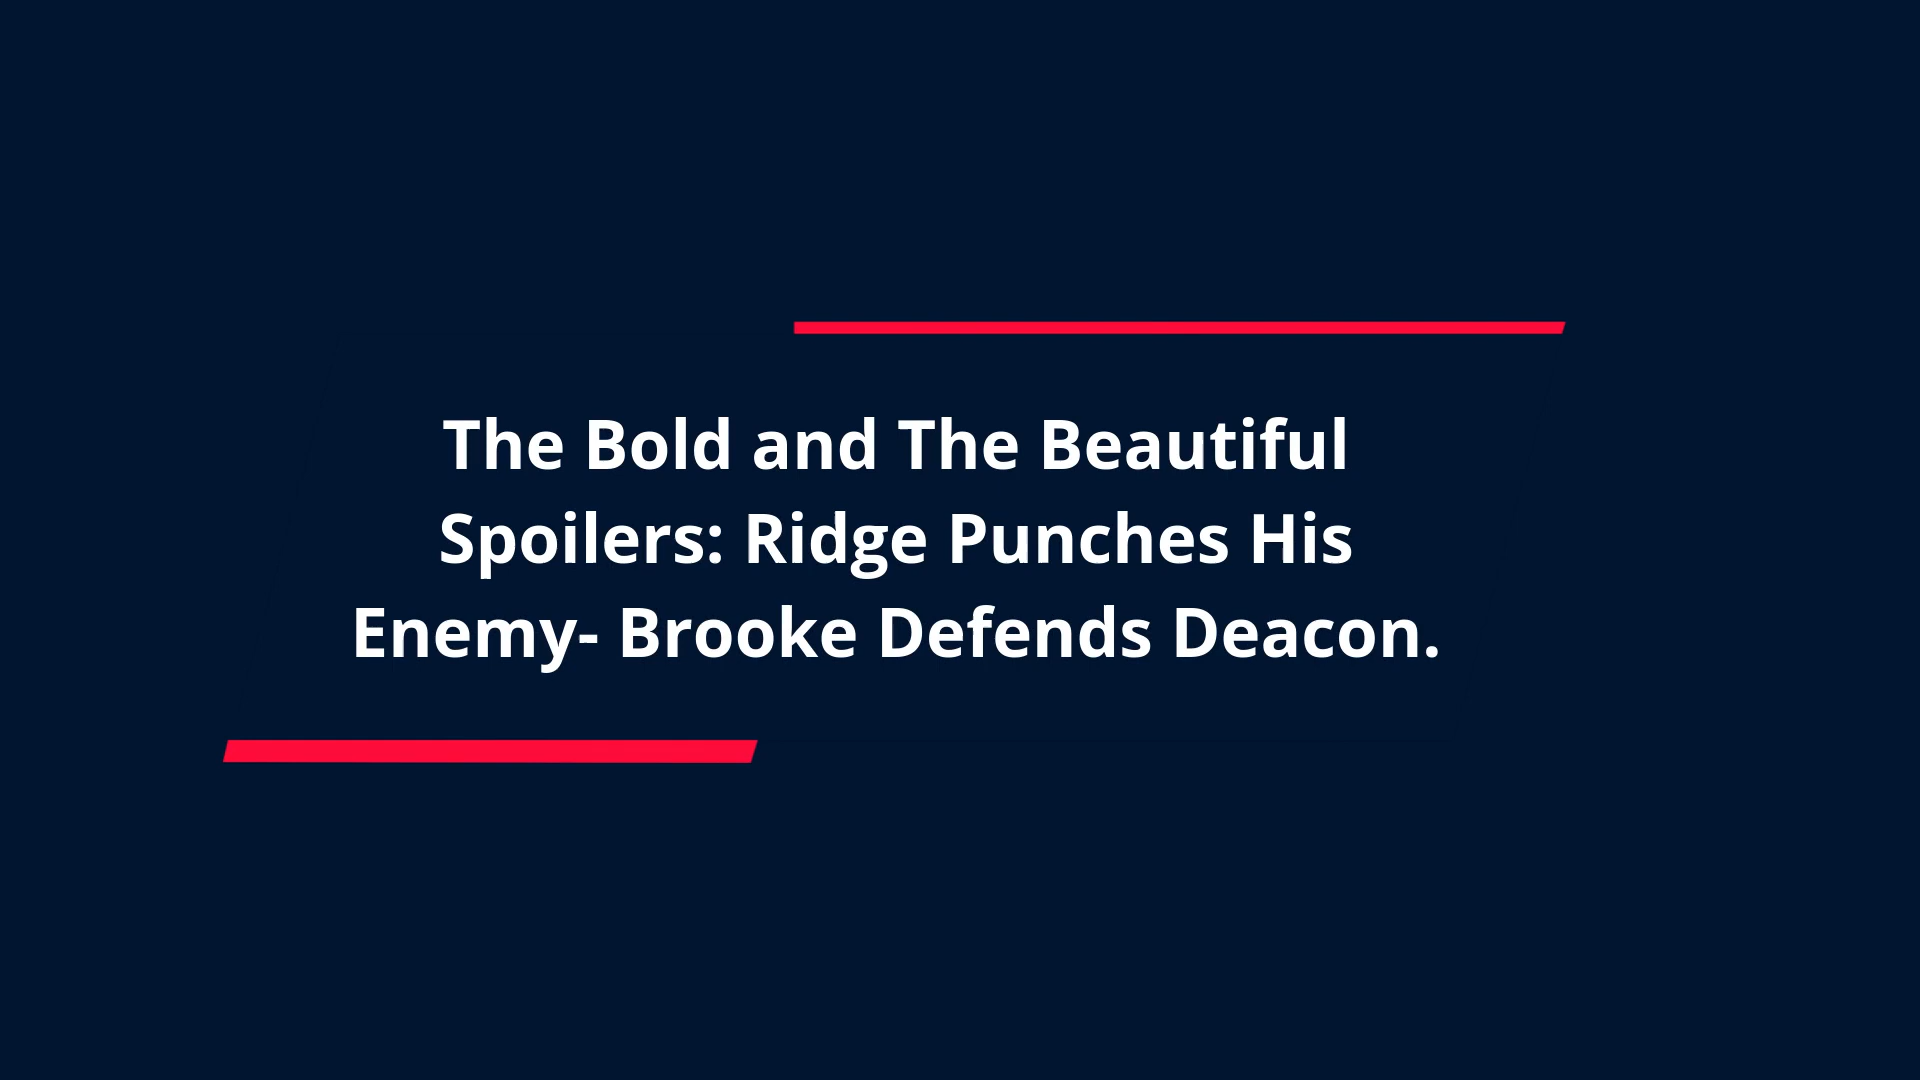 The Bold and The Beautiful
Spoilers: Ridge Punches His
Enemy- Brooke Defends Deacon.